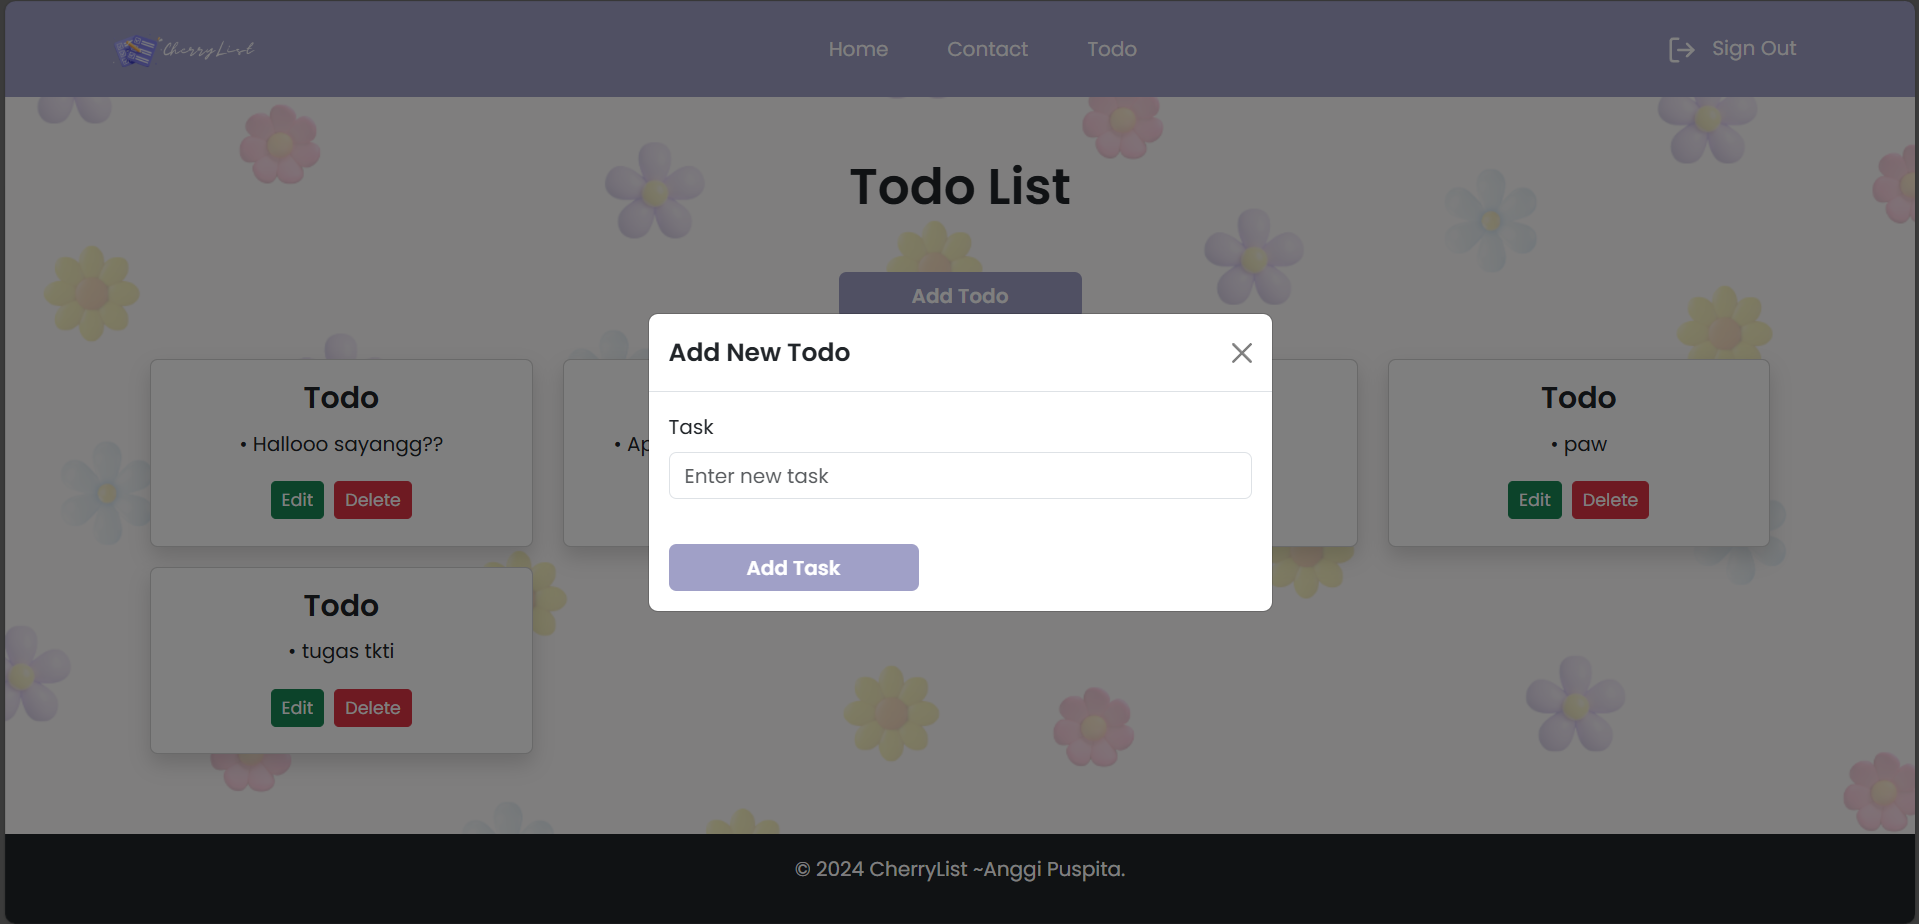 CherryList
Home
Contact
Todo
Sign Out
Todo List
Add Todo
Add New Todo
Task
Enter new task
Add Task
Todo
• Hallooo sayangg??
Edit
Delete
• Ap
Todo
• paw
Edit
Delete
Todo
• tugas tkti
Edit
Delete
© 2024 CherryList ~Anggi Puspita.